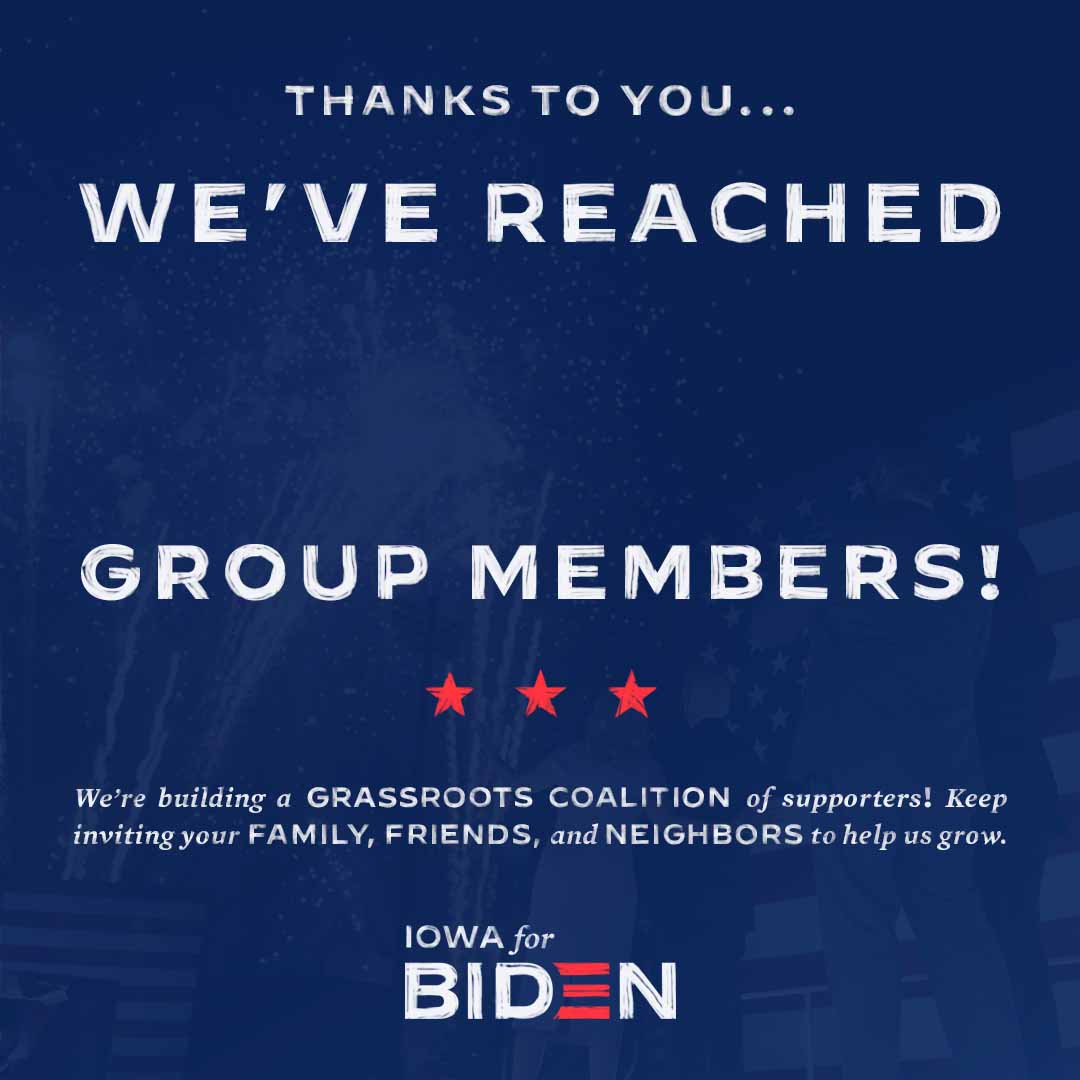 THANKS TO YOU...
WE'VE REACHED
GROUP MEMBERS!
We're building a GRASSROOTS COALITION of supporters! Keep
inviting your FAMILY, FRIENDS, and NEIGHBORS to help us grow.
IOWA for
BIDEN